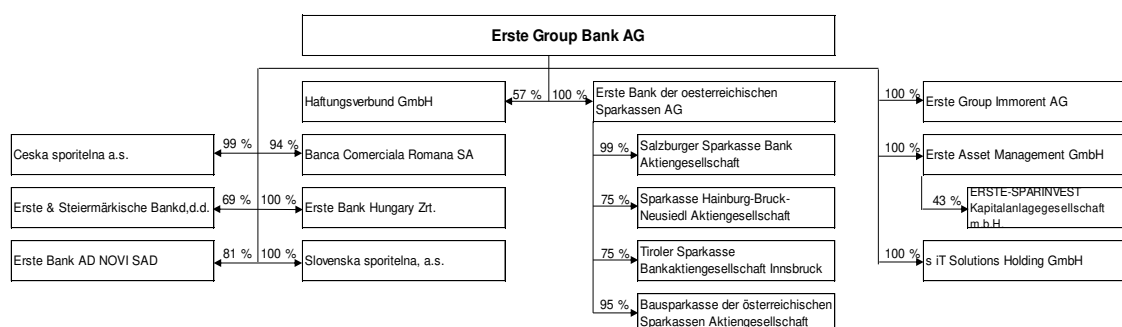 Erste Group Bank AG
Haftungsverbund GmbH
57 %
100 %
Erste Bank der oesterreichischen
Sparkassen AG
100 %
Erste Group Immorent AG
Ceska sporitelna a.s.
99 %
94 %
Banca Comerciala Romana SA
99 %
Salzburger Sparkasse Bank
Aktiengesellschaft
100 %
Erste Asset Management GmbH
Erste & Steiermärkische Bankd,d.d.
69 %
100 %
Erste Bank Hungary Zrt.
75 %
Sparkasse Hainburg-Bruck-
Neusiedl Aktiengesellschaft
43 %
ERSTE-SPARINVEST
Kapitalanlagegesellschaft
m.b.H.
Erste Bank AD NOVI SAD
81 %
100 %
Slovenska sporitelna, a.s.
75 %
Tiroler Sparkasse
Bankaktiengesellschaft Innsbruck
100 %
s iT Solutions Holding GmbH
95 %
Bausparkasse der österreichischen
Sparkassen Aktiengesellschaft